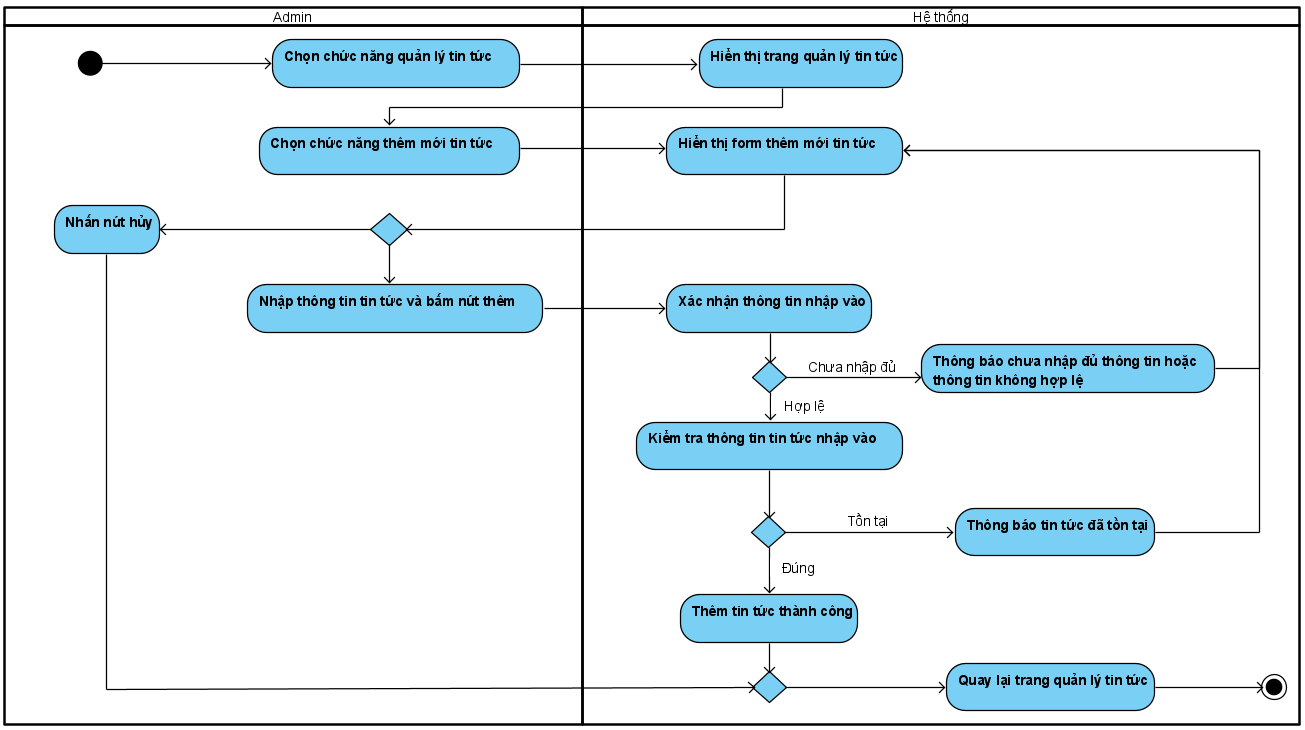 Admin
Hệ thống
Chọn chức năng quản lý tin tức
Hiển thị trang quản lý tin tức
Chọn chức năng thêm mới tin tức
Hiển thị form thêm mới tin tức
Nhấn nút hủy
Nhập thông tin tin tức và bấm nút thêm
Xác nhận thông tin nhập vào
Chưa nhập đủ
Thông báo chưa nhập đủ thông tin hoặc
thông tin không hợp lệ
Hợp lệ
Kiểm tra thông tin tin tức nhập vào
Tồn tại
Thông báo tin tức đã tồn tại
Đúng
Thêm tin tức thành công
Quay lại trang quản lý tin tức